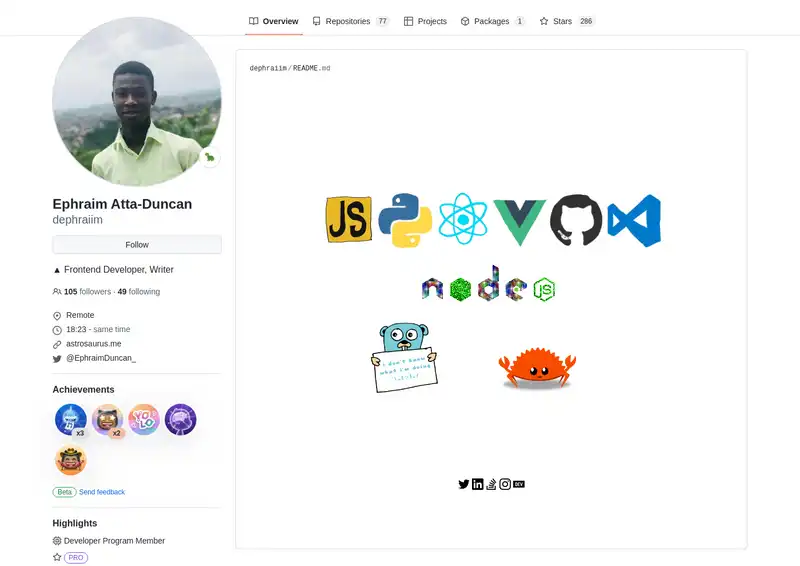 Overview Repositories 77 Projects Packages 1 Stars 286
dephraiim/README.md
Ephraim Atta-Duncan
dephraiim
Follow
▲ Frontend Developer, Writer
105 followers · 49 following
Remote
18:23 - same time
astrosaurus.me
@EphraimDuncan_
Achievements
x3
x2
YOLO
Beta Send feedback
Highlights
Developer Program Member
PRO
JS
node
JS
i don't know
what i'm doing
DEV